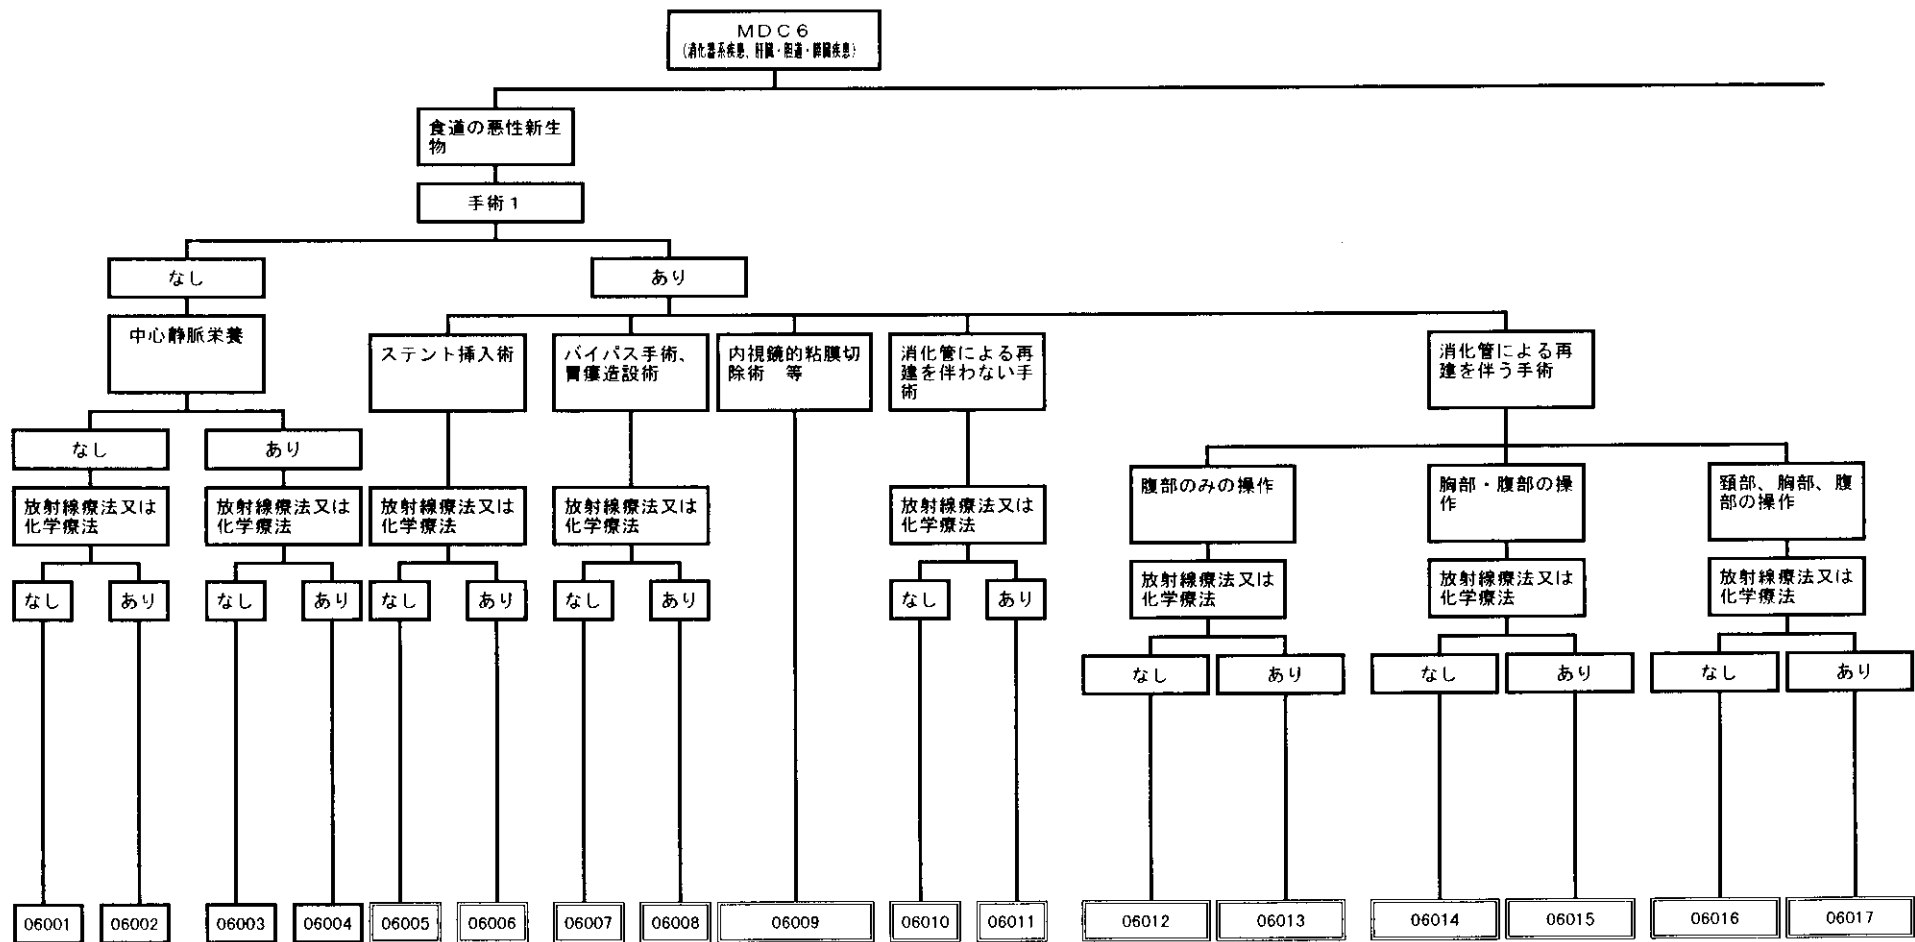 MDC6
(消化器系疾患、肝臓・胆道・膵臓疾患)
食道の悪性新生
物
手術1
なし
あり
中心静脈栄養
ステント挿入術
バイパス手術、
胃瘻造設術
内視鏡的粘膜切
除術 等
消化管による再
建を伴わない手
術
消化管による再
建を伴う手術
なし
あり
腹部のみの操作
胸部・腹部の操
作
頸部、胸部、腹
部の操作
放射線療法又は
化学療法
放射線療法又は
化学療法
放射線療法又は
化学療法
放射線療法又は
化学療法
放射線療法又は
化学療法
放射線療法又は
化学療法
放射線療法又は
化学療法
放射線療法又は
化学療法
なし
あり
なし
あり
なし
あり
なし
あり
なし
あり
なし
あり
なし
あり
なし
あり
06001
06002
06003
06004
06005
06006
06007
06008
06009
06010
06011
06012
06013
06014
06015
06016
06017